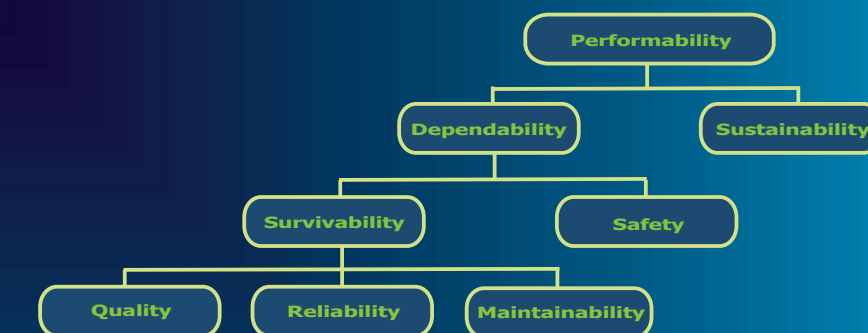 Performability
Dependability
Sustainability
Survivability
Safety
Quality
Reliability
Maintainability